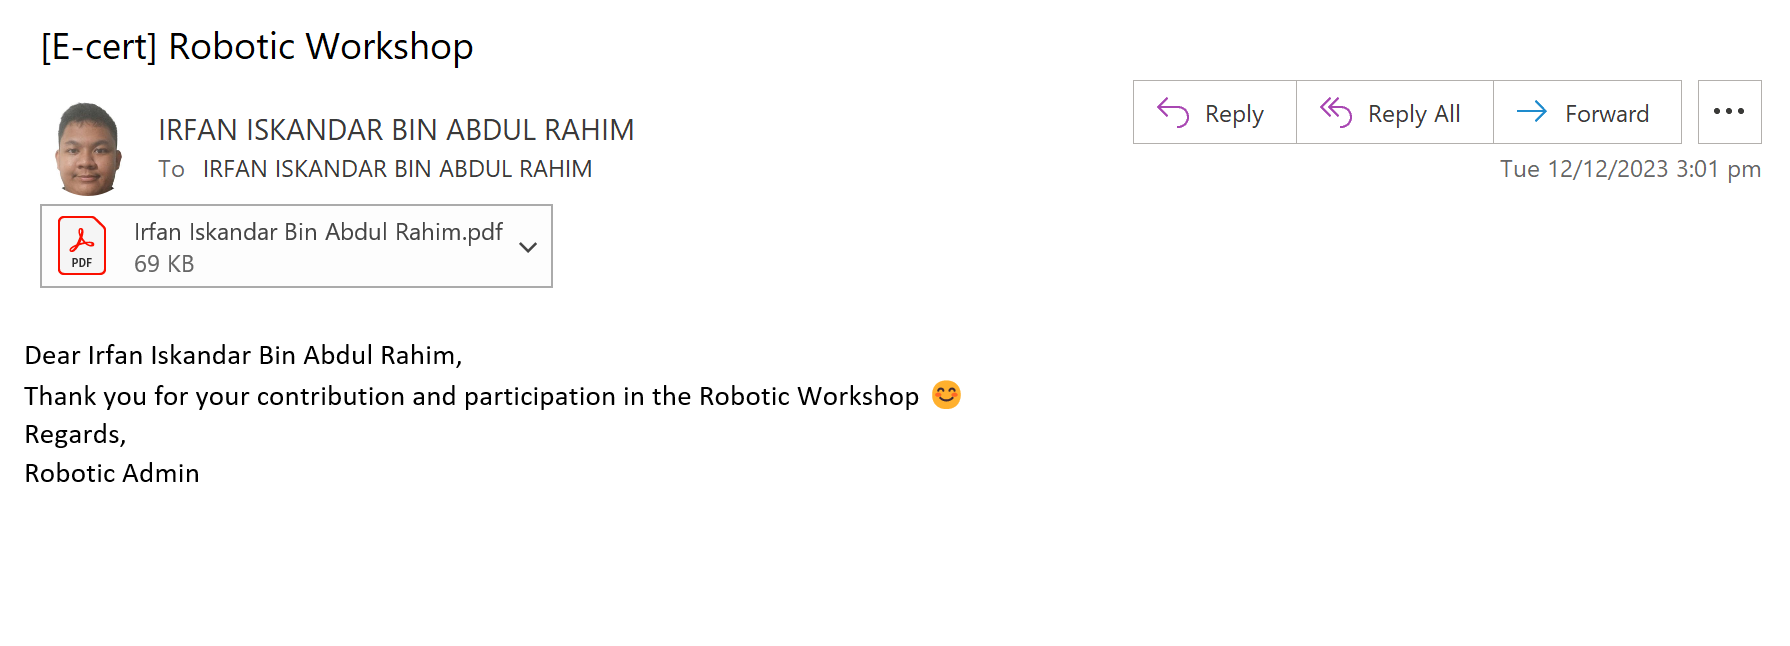 [E-cert] Robotic Workshop
IRFAN ISKANDAR BIN ABDUL RAHIM
To IRFAN ISKANDAR BIN ABDUL RAHIM
Reply
Reply All
Forward
Tue 12/12/2023 3:01 pm
PDF
Irfan Iskandar Bin Abdul Rahim.pdf
69 KB
Dear Irfan Iskandar Bin Abdul Rahim,
Thank you for your contribution and participation in the Robotic Workshop 😊
Regards,
Robotic Admin